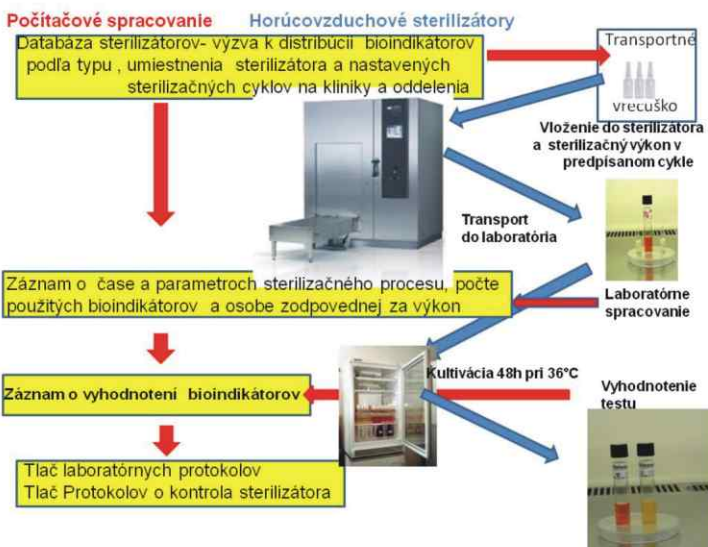 Počítačové spracovanie
Horúcovzduchové sterilizátory
Databáza sterilizátorov- výzva k distribúcii bioindikátorov
podľa typu , umiestnenia sterilizátora a nastavených
sterilizačných cyklov na kliniky a oddelenia
Transportné
vrecúško
Vloženie do sterilizátora
a sterilizačný výkon v
predpísanom cykle
Transport
do laboratória
Záznam o čase a parametroch sterilizačného procesu, počte
použitých bioindikátorov a osobe zodpovednej za výkon
Laboratórne
spracovanie
Kultivácia 48h pri 36°C
Záznam o vyhodnotení bioindikátorov
Vyhodnotenie
testu
Tlač laboratórnych protokolov
Tlač Protokolov o kontrola sterilizátora